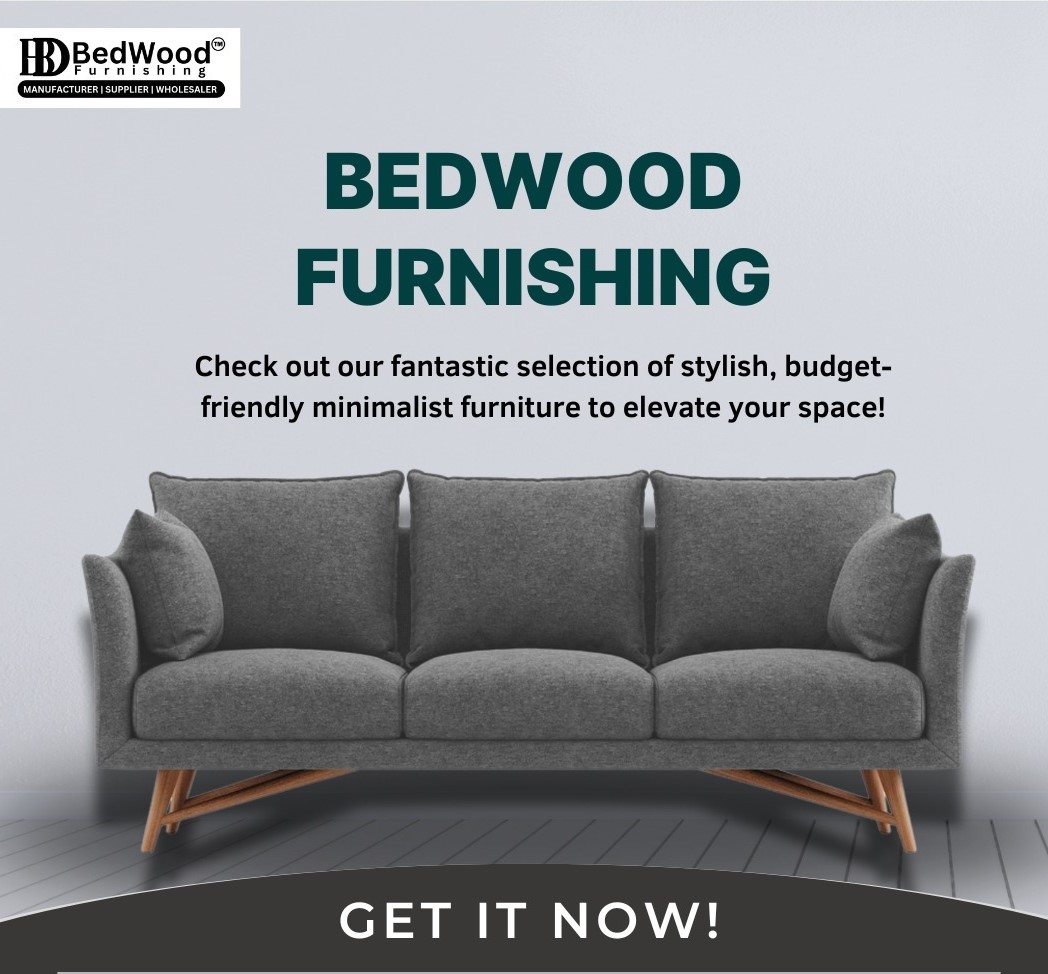 BedWood™
Furnishing
MANUFACTURER | SUPPLIER | WHOLESALER
BEDWOOD
FURNISHING
Check out our fantastic selection of stylish, budget-
friendly minimalist furniture to elevate your space!
GET IT NOW!